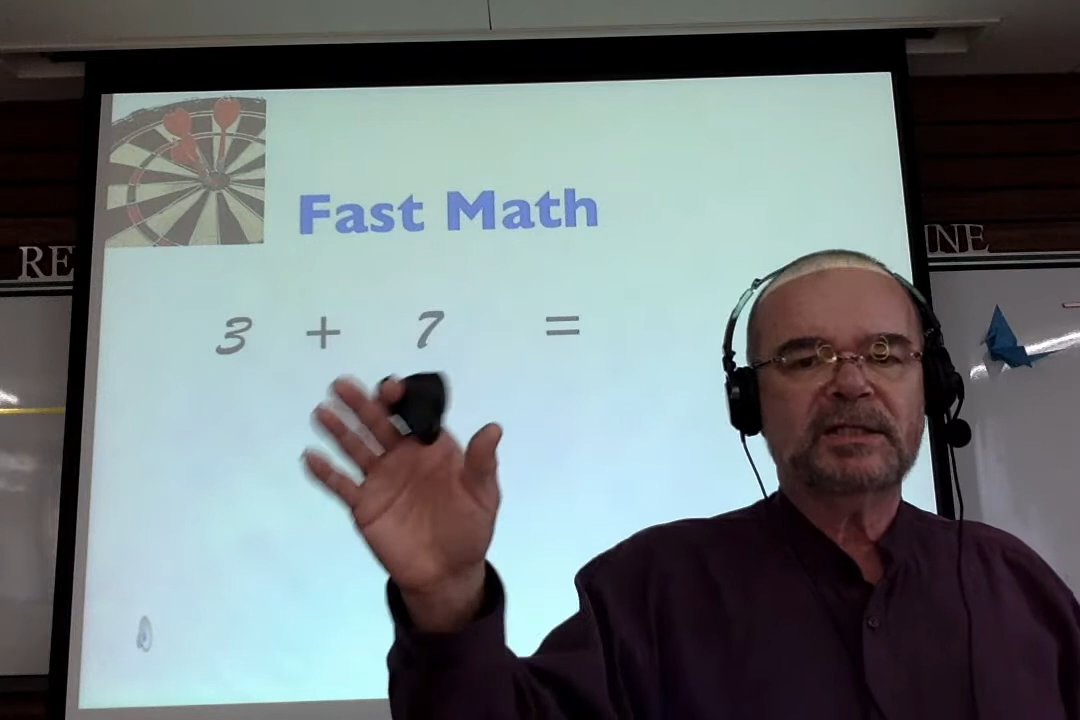 Fast Math
3 + 7 =
RE
INE